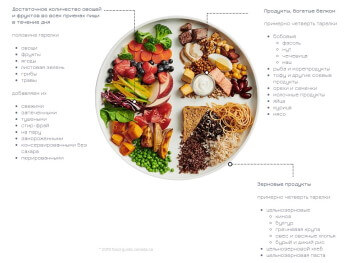 Достаточное количество овощей
и фруктов во всех приемах пищи
в течение дня
половина тарелки
овощи
фрукты
ягоды
листовая зелень
грибы
травы
добавляем их
свежими
запеченными
тушеными
стир-фрай
на пару
замороженными
консервированными без
сахара
пюрированными
Продукты, богатые белком
примерно четверть тарелки
бобовые
фасоль
нут
чечевица
маш
рыба и морепродукты
тофу и другие соевые
продукты
орехи и семечки
молочные продукты
яйца
курица
мясо
Зерновые продукты
примерно четверть тарелки
цельнозерновые
киноа
булгур
гречневая крупа
овес и овсяные хлопья
бурый и дикий рис
цельнозерновой хлеб
цельнозерновая паста